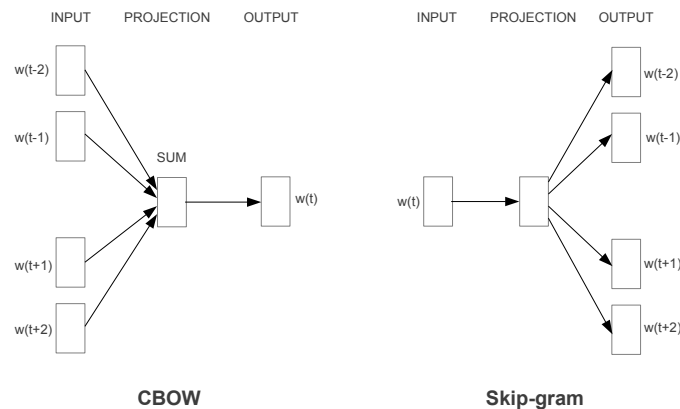 INPUT PROJECTION OUTPUT
w(t-2)
w(t-1)
SUM
w(t)
w(t+1)
w(t+2)
CBOW
INPUT PROJECTION OUTPUT
w(t-2)
w(t-1)
w(t)
w(t+1)
w(t+2)
Skip-gram